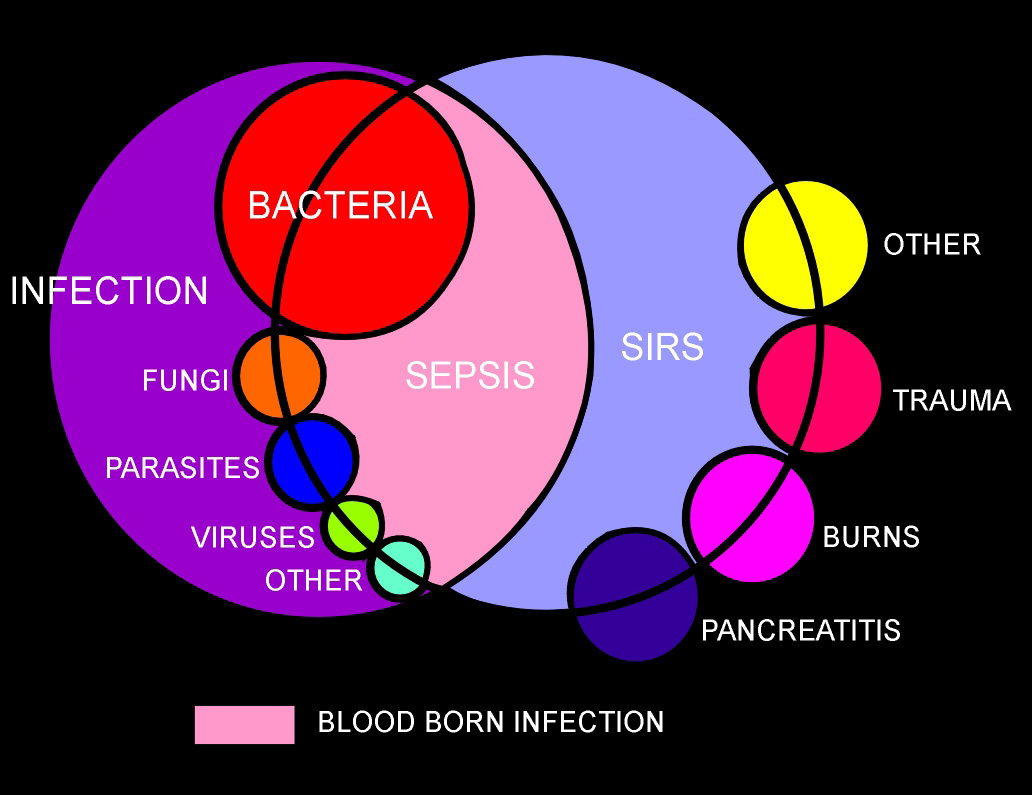 BACTERIA
INFECTION
FUNGI
PARASITES
VIRUSES
OTHER
SEPSIS
SIRS
OTHER
TRAUMA
BURNS
PANCREATITIS
BLOOD BORN INFECTION